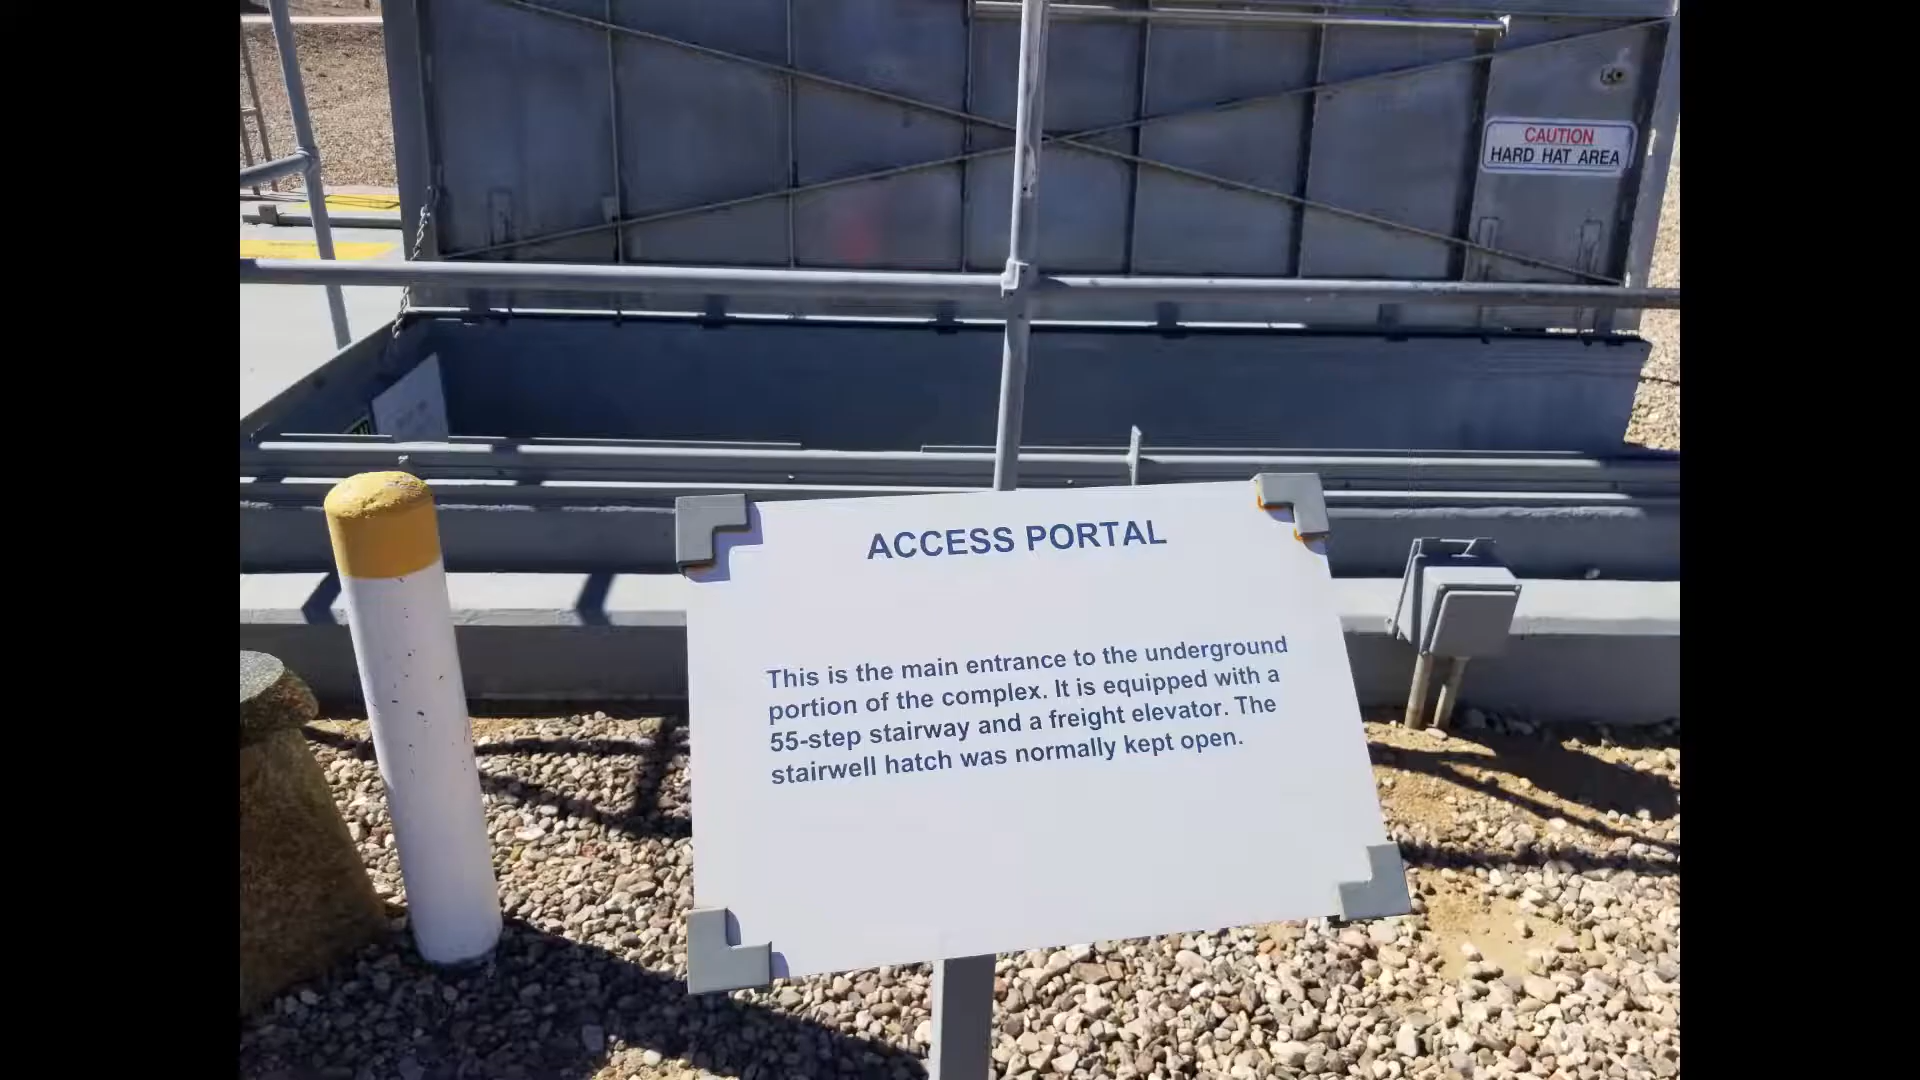 CAUTION
HARD HAT AREA
ACCESS PORTAL
This is the main entrance to the underground
portion of the complex. It is equipped with a
55-step stairway and a freight elevator. The
stairwell hatch was normally kept open.